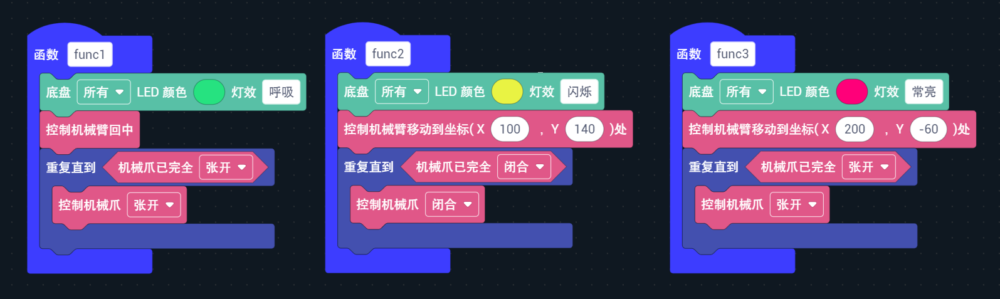 函数 func1
底盘 所有 LED 颜色 灯效 呼吸
控制机械臂回中
重复直到 机械爪已完全 张开
控制机械爪 张开
函数 func2
底盘 所有 LED 颜色 灯效 闪烁
控制机械臂移动到坐标( X 100 , Y 140 )处
重复直到 机械爪已完全 闭合
控制机械爪 闭合
函数 func3
底盘 所有 LED 颜色 灯效 常亮
控制机械臂移动到坐标( X 200 , Y -60 )处
重复直到 机械爪已完全 张开
控制机械爪 张开